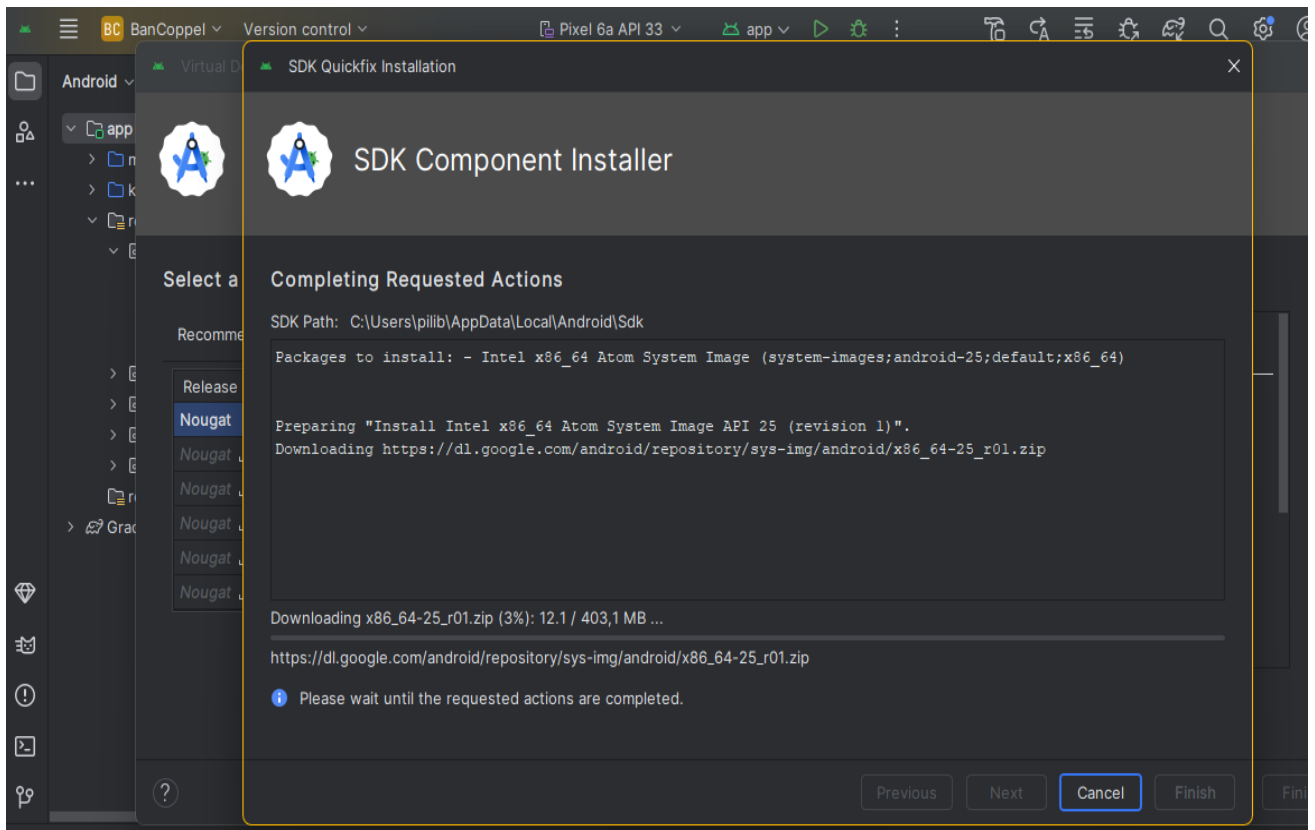 BC BanCoppel Version control Pixel 6a API 33 app
Android
Virtual D
SDK Quickfix Installation
app
SDK Component Installer
Select a
Completing Requested Actions
SDK Path: C:\Users\pilib\AppData\Local\Android\Sdk
Recomme
Packages to install: - Intel x86_64 Atom System Image (system-images;android-25;default;x86_64)
Release
Nougat
Preparing "Install Intel x86_64 Atom System Image API 25 (revision 1)".
Downloading https://dl.google.com/android/repository/sys-img/android/x86_64-25_r01.zip
Nougat
Nougat
Nougat
Grad
Nougat
Nougat
Downloading x86_64-25_r01.zip (3%): 12.1 / 403,1 MB ...
https://dl.google.com/android/repository/sys-img/android/x86_64-25_r01.zip
Please wait until the requested actions are completed.
? Previous Next Cancel Finish Fini